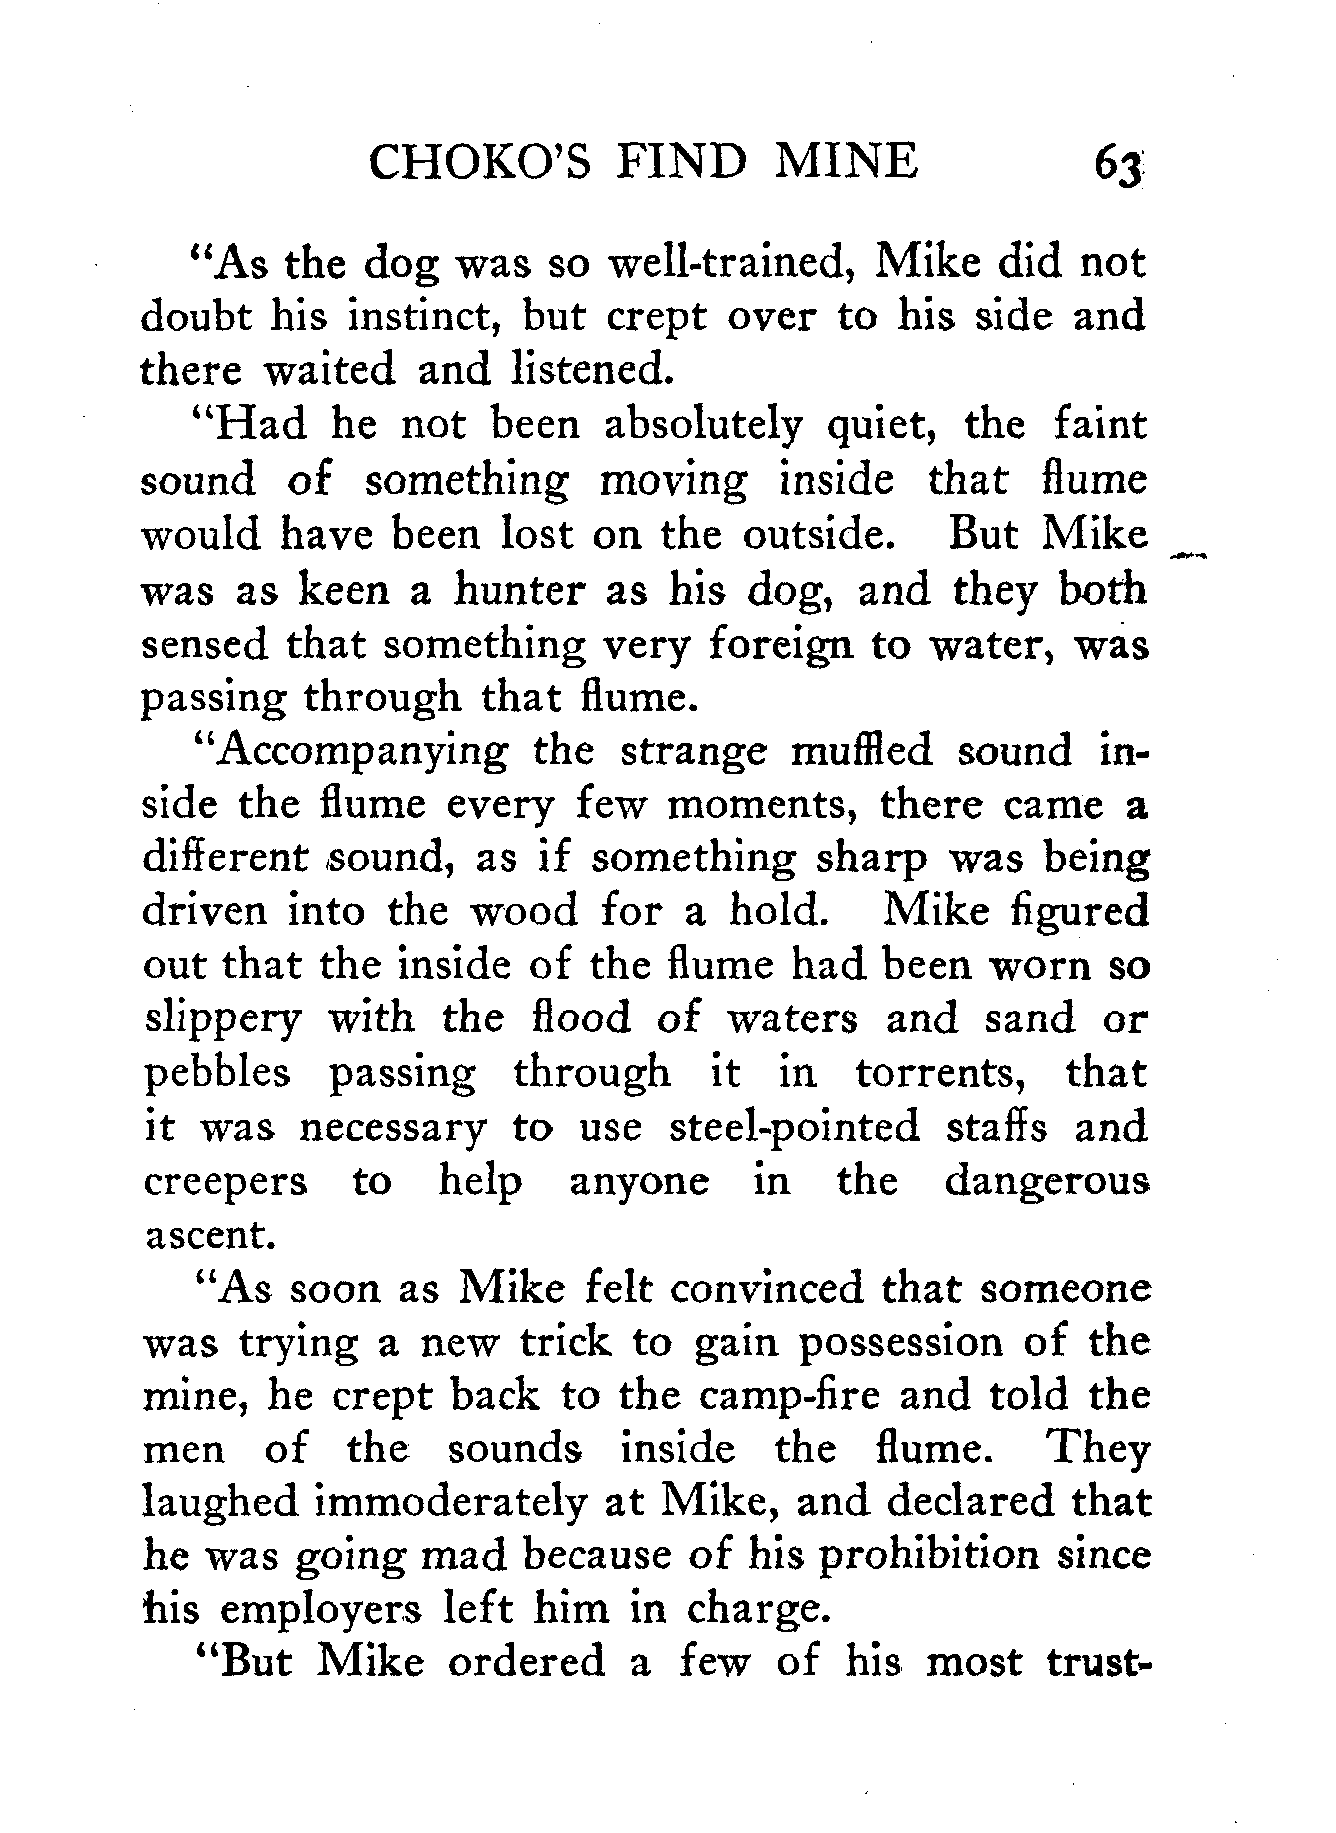 CHOKO'S FIND MINE 63
"As the dog was so well-trained, Mike did not
doubt his instinct, but crept over to his side and
there waited and listened.
"Had he not been absolutely quiet, the faint
sound of something moving inside that flume
would have been lost on the outside. But Mike
was as keen a hunter as his dog, and they both
sensed that something very foreign to water, was
passing through that flume.
"Accompanying the strange muffled sound in-
side the flume every few moments, there came a
different sound, as if something sharp was being
driven into the wood for a hold. Mike figured
out that the inside of the flume had been worn so
slippery with the flood of waters and sand or
pebbles passing through it in torrents, that
it was necessary to use steel-pointed staffs and
creepers to help anyone in the dangerous
ascent.
"As soon as Mike felt convinced that someone
was trying a new trick to gain possession of the
mine, he crept back to the camp-fire and told the
men of the sounds inside the flume. They
laughed immoderately at Mike, and declared that
he was going mad because of his prohibition since
his employers left him in charge.
"But Mike ordered a few of his most trust-